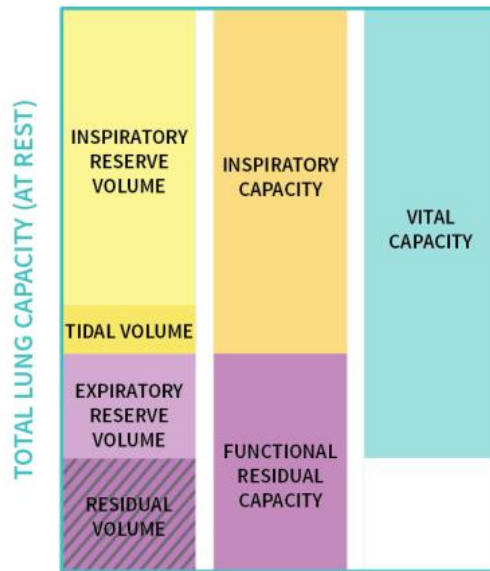 TOTAL LUNG CAPACITY (AT REST)
INSPIRATORY
RESERVE
VOLUME
TIDAL VOLUME
EXPIRATORY
RESERVE
VOLUME
RESIDUAL
VOLUME
INSPIRATORY
CAPACITY
FUNCTIONAL
RESIDUAL
CAPACITY
VITAL
CAPACITY